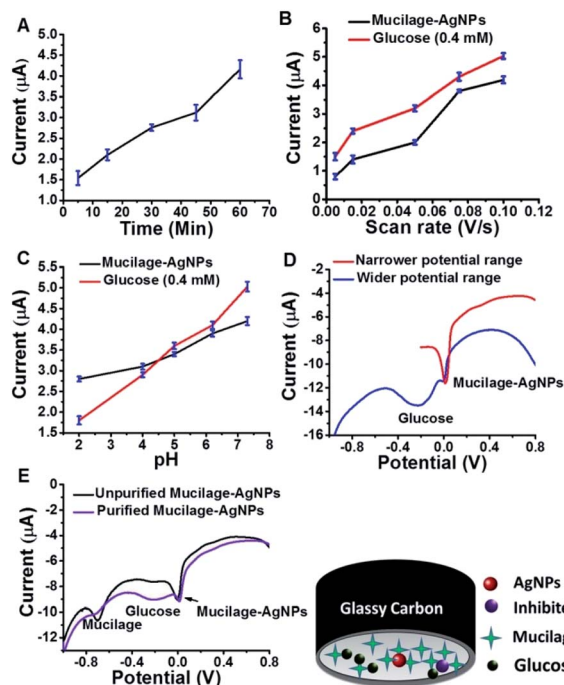 A
Current (μA)
5.0
4.5
4.0
3.5
3.0
2.5
2.0
1.5
1.0
0 10 20 30 40 50 60 70
Time (Min)
B
Mucilage-AgNPs
Glucose (0.4 mM)
Current (μA)
6
5
4
3
2
1
0
0.00 0.02 0.04 0.06 0.08 0.10 0.12
Scan rate (V/s)
C
Mucilage-AgNPs
Glucose (0.4 mM)
Current (μA)
5.5
5.0
4.5
4.0
3.5
3.0
2.5
2.0
1.5
2 3 4 5 6 7 8
pH
D
Narrower potential range
Wider potential range
Current (μA)
-2
-4
-6
-8
-10
-12
-14
-16
Mucilage-AgNPs
Glucose
-0.8 -0.4 0.0 0.4 0.8
Potential (V)
E
Unpurified Mucilage-AgNPs
Purified Mucilage-AgNPs
Current (μA)
0
-2
-4
-6
-8
-10
-12
Mucilage
Glucose
Mucilage-AgNPs
-0.8 -0.4 0.0 0.4 0.8
Potential (V)
Glassy Carbon
AgNPs
Inhibite
Mucilag
Glucos